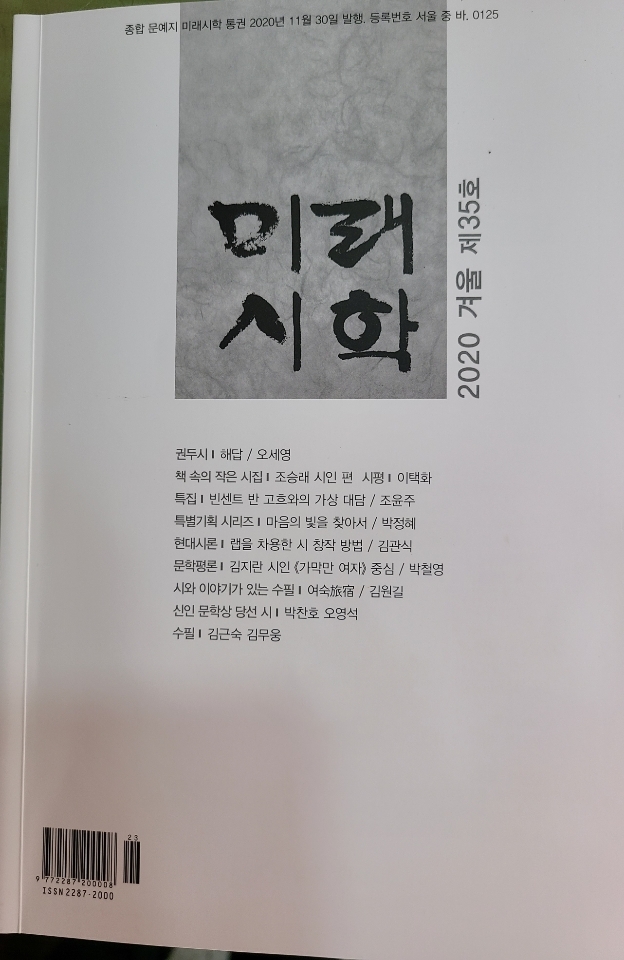 종합 문예지 미래시학 통권 2020년 11월 30일 발행. 등록번호 서울 중 바. 0125
미래
시학
2020 겨울 제35호
권두시 I 해답 / 오세영
책 속의 작은 시집 I 조승래 시인 편 시평 I 이택화
특집 I 빈센트 반 고흐와의 가상 대담 / 조윤주
특별기획 시리즈 I 마음의 빛을 찾아서 / 박정혜
현대시론 I 랩을 차용한 시 창작 방법 / 김관식
문학평론 I 김지란 시인 《가막만 여자》 중심 / 박철영
시와 이야기가 있는 수필 I 여숙旅宿 / 김원길
신인 문학상 당선 시 I 박찬호 오영석
수필 I 김근숙 김무웅
23
9 772287 200008
ISSN 2287-2000